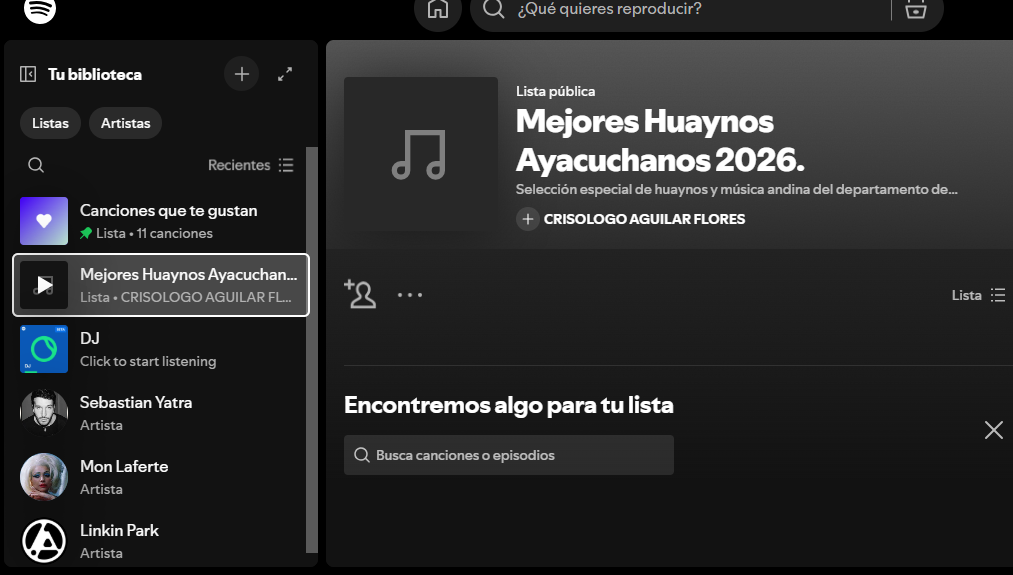 ¿Qué quieres reproducir?
Tu biblioteca
Listas
Artistas
Recientes
Canciones que te gustan
Lista • 11 canciones
Mejores Huaynos Ayacuchan...
Lista • CRISOLOGO AGUILAR FL...
DJ
Click to start listening
Sebastian Yatra
Artista
Mon Laferte
Artista
Linkin Park
Artista
Lista pública
Mejores Huaynos
Ayacuchanos 2026.
Selección especial de huaynos y música andina del departamento de...
CRISOLOGO AGUILAR FLORES
Lista
Encontremos algo para tu lista
Busca canciones o episodios